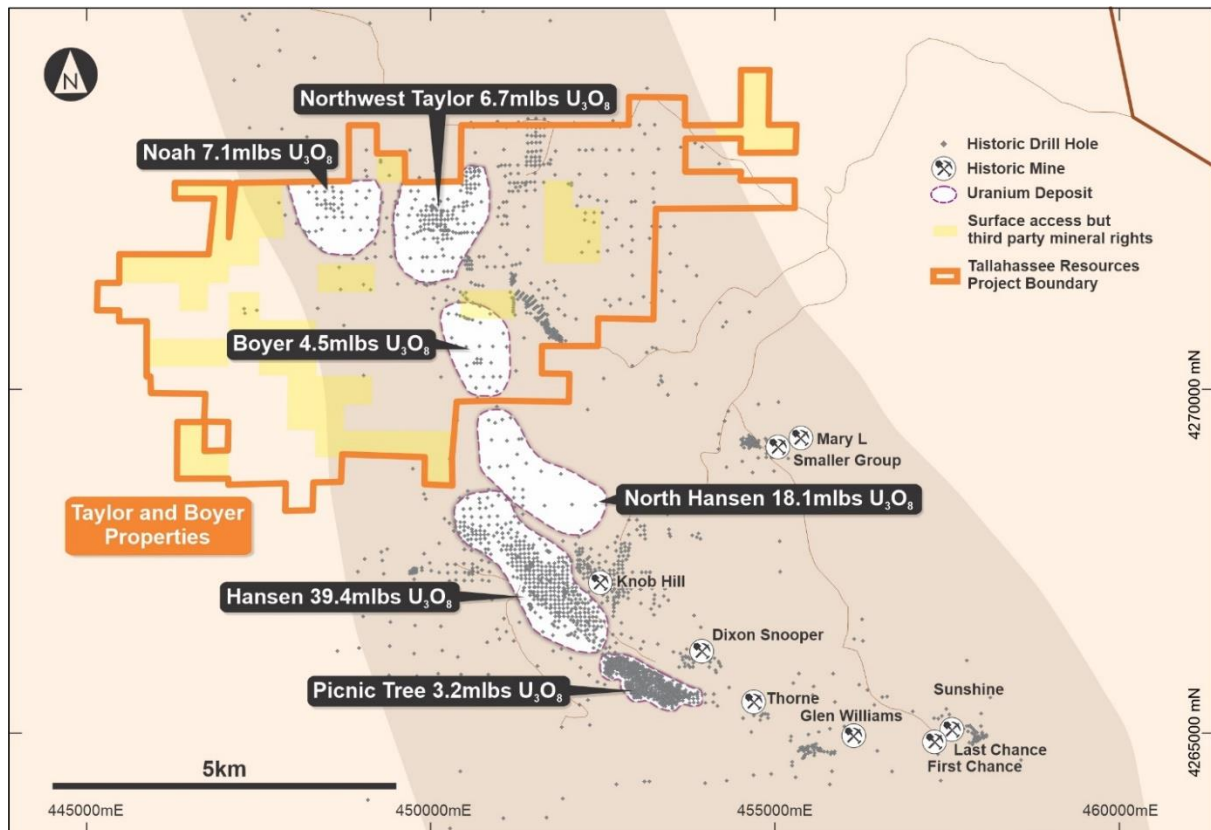 N
Northwest Taylor 6.7mlbs U₃O₈
Noah 7.1mlbs U₃O₈
Historic Drill Hole
Historic Mine
Uranium Deposit
Surface access but
third party mineral rights
Tallahassee Resources
Project Boundary
Boyer 4.5mlbs U₃O₈
4270000 mN
Mary L
Smaller Group
North Hansen 18.1mlbs U₃O₈
Taylor and Boyer
Properties
Knob Hill
Hansen 39.4mlbs U₃O₈
Dixon Snooper
Picnic Tree 3.2mlbs U₃O₈
Thorne
Sunshine
Glen Williams
Last Chance
First Chance
4265000 mN
5km
445000mE
450000mE
455000mE
460000mE